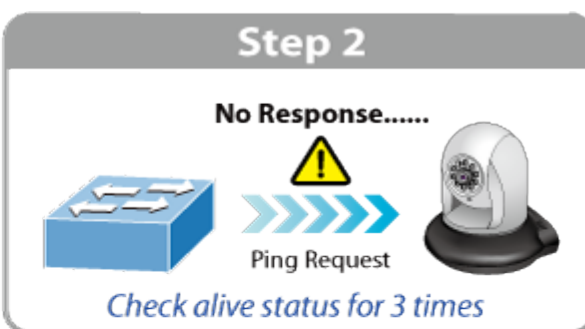 Step 2
No Response......
Ping Request
Check alive status for 3 times